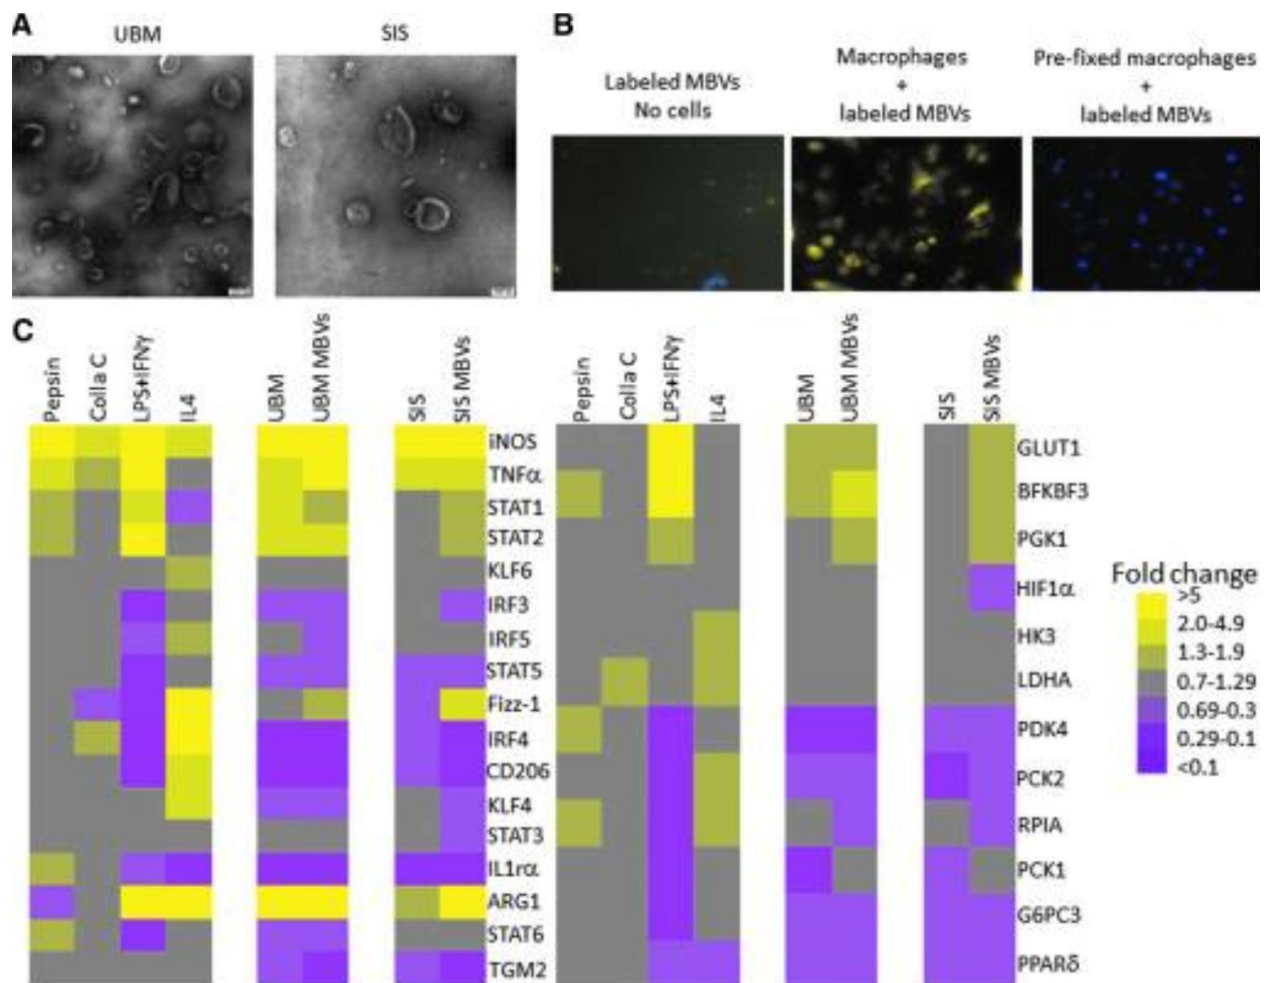 A
UBM
SIS
B
Labeled MBVs
No cells
Macrophages
+
labeled MBVs
Pre-fixed macrophages
+
labeled MBVs
C
Pepsin
Colla C
LPS+IFNγ
IL4
UBM
UBM MBVs
SIS
SIS MBVs
iNOS
TNFα
STAT1
STAT2
KLF6
IRF3
IRF5
STAT5
Fizz-1
IRF4
CD206
KLF4
STAT3
IL1rα
ARG1
STAT6
TGM2
Pepsin
Colla C
LPS+IFNγ
IL4
UBM
UBM MBVs
SIS
SIS MBVs
GLUT1
BFKBF3
PGK1
HIF1α
HK3
LDHA
PDK4
PCK2
RPIA
PCK1
G6PC3
PPARδ
Fold change
>5
2.0-4.9
1.3-1.9
0.7-1.29
0.69-0.3
0.29-0.1
<0.1